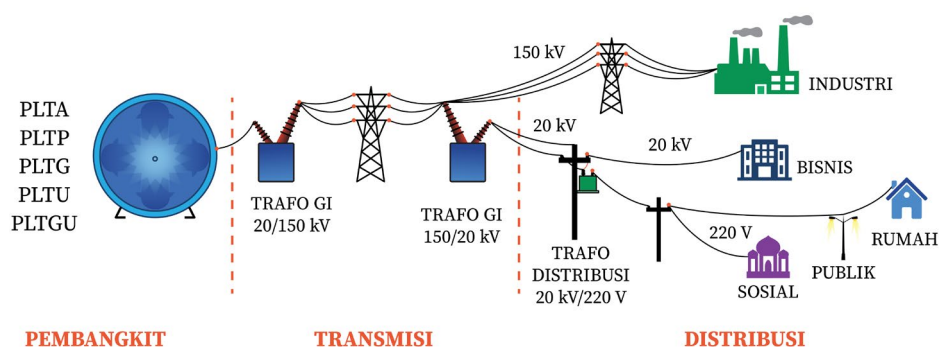 PLTA
PLTP
PLTG
PLTU
PLTGU
TRAFO GI
20/150 kV
TRAFO GI
150/20 kV
150 kV
INDUSTRI
20 kV
20 kV
BISNIS
TRAFO
DISTRIBUSI
20 kV/220 V
220 V
SOSIAL
PUBLIK
RUMAH
PEMBANGKIT
TRANSMISI
DISTRIBUSI